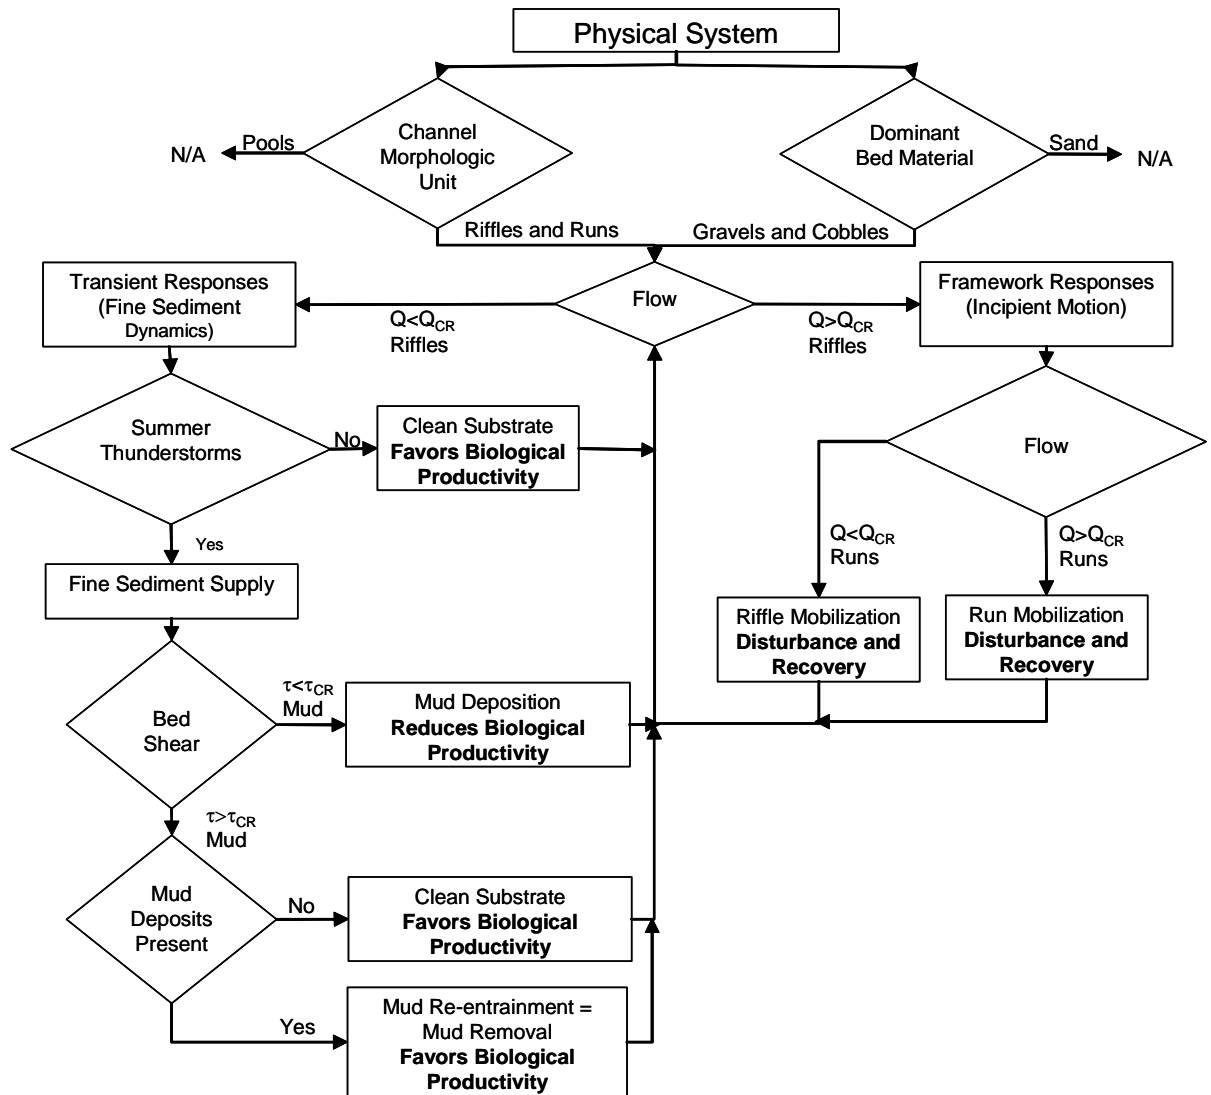 Physical System
Channel
Morphologic
Unit
Dominant
Bed Material
Pools
N/A
Sand
N/A
Riffles and Runs
Gravels and Cobbles
Transient Responses
(Fine Sediment
Dynamics)
Flow
Framework Responses
(Incipient Motion)
Q<QCR
Riffles
Q>QCR
Riffles
Summer
Thunderstorms
No
Clean Substrate
Favors Biological
Productivity
Flow
Yes
Q<QCR
Runs
Q>QCR
Runs
Fine Sediment Supply
Riffle Mobilization
Disturbance and
Recovery
Run Mobilization
Disturbance and
Recovery
Bed
Shear
τ<τCR
Mud
Mud Deposition
Reduces Biological
Productivity
τ>τCR
Mud
Mud
Deposits
Present
No
Clean Substrate
Favors Biological
Productivity
Yes
Mud Re-entrainment =
Mud Removal
Favors Biological
Productivity